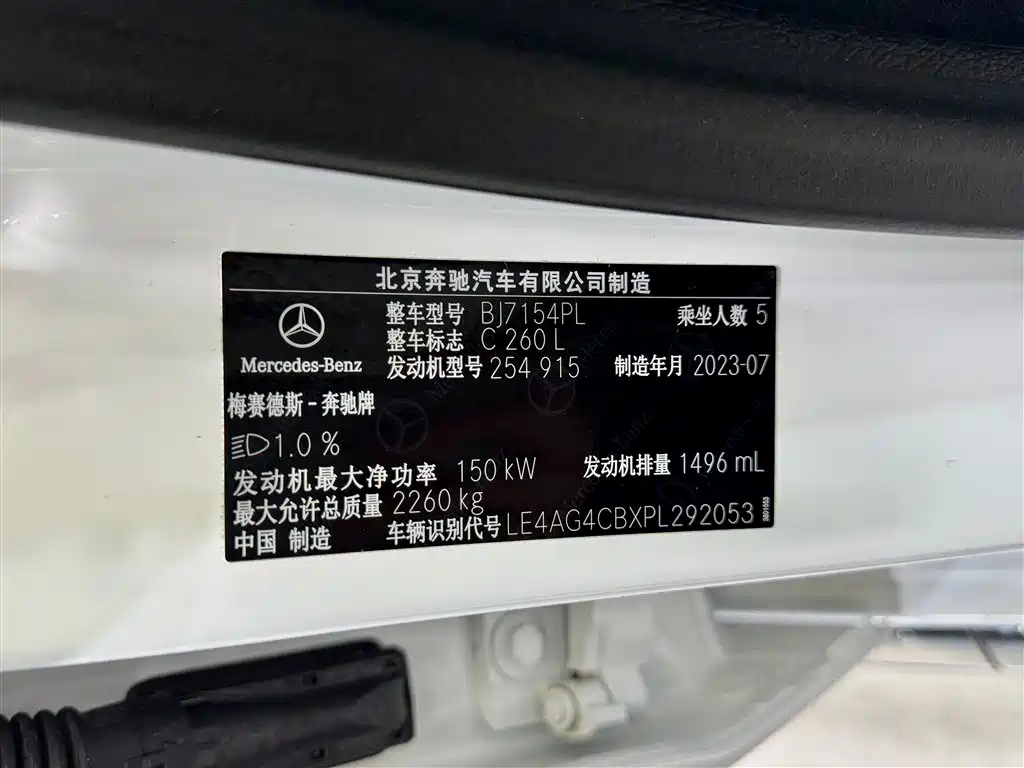 北京奔驰汽车有限公司制造
整车型号 BJ7154PL 乘坐人数 5
整车标志 C 260 L
发动机型号 254 915 制造年月 2023-07
Mercedes-Benz
梅赛德斯-奔驰牌
1.0 %
发动机最大净功率 150 kW 发动机排量 1496 mL
最大允许总质量 2260 kg
中国 制造 车辆识别代号 LE4AG4CBXPL292053